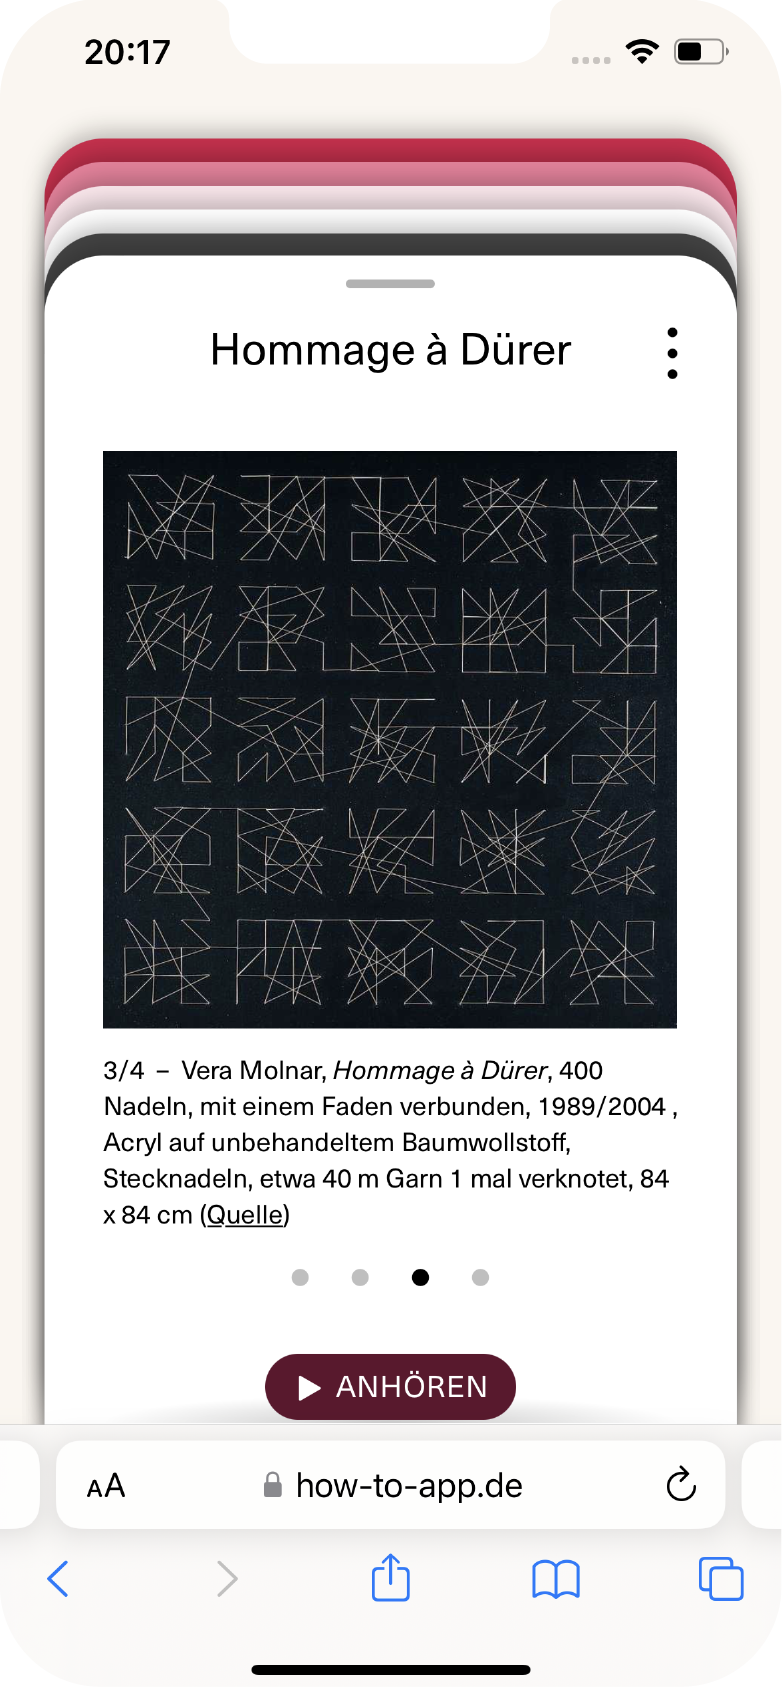 20:17
Hommage à Dürer
3/4 – Vera Molnar, Hommage à Dürer, 400
Nadeln, mit einem Faden verbunden, 1989/2004 ,
Acryl auf unbehandeltem Baumwollstoff,
Stecknadeln, etwa 40 m Garn 1 mal verknotet, 84
x 84 cm (Quelle)
ANHÖREN
AA how-to-app.de